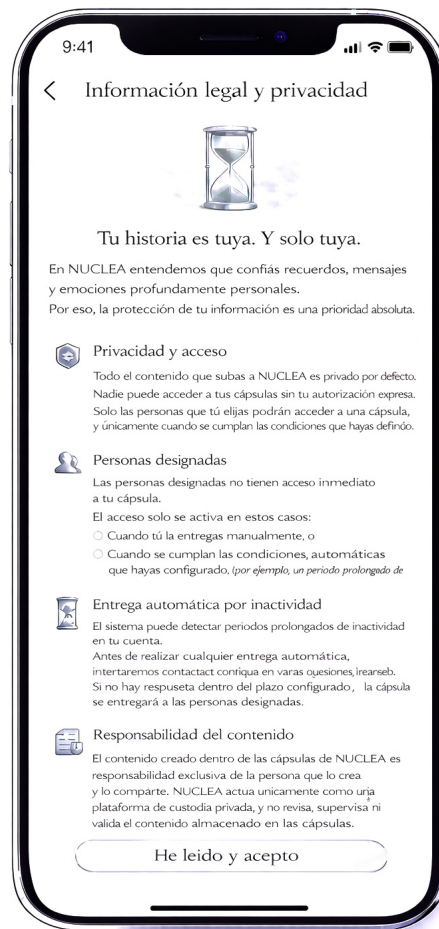 9:41
Información legal y privacidad
Tu historia es tuya. Y solo tuya.
En NUCLEA entendemos que confiás recuerdos, mensajes
y emociones profundamente personales.
Por eso, la protección de tu información es una prioridad absoluta.
Privacidad y acceso
Todo el contenido que subas a NUCLEA es privado por defecto.
Nadie puede acceder a tus cápsulas sin tu autorización expresa.
Solo las personas que tú elijas podrán acceder a una cápsula,
y únicamente cuando se cumplan las condiciones que hayas definóo.
Personas designadas
Las personas designadas no tienen acceso inmediato
a tu cápsula.
El acceso solo se activa en estos casos:
Cuando tú la entregas manualmente, o
Cuando se cumplan las condiciones, automáticas
que hayas configurado, (por ejemplo, un periodo prolongado de
Entrega automática por inactividad
El sistema puede detectar periodos prolongados de inactividad
en tu cuenta.
Antes de realizar cualquier entrega automática,
intertaremos contactact contiqua en varas
Si no hay respuseta dentro del plazo configurado, la cápsula
se entregará a las personas designadas.
Responsabilidad del contenido
El contenido creado dentro de las cápsulas de NUCLEA es
responsabilidad exclusiva de la persona que lo crea
y lo comparte. NUCLEA actua unicamente como una
plataforma de custodia privada, y no revisa, supervisa ni
valida el contenido almacenado en las cápsulas.
He leido y acepto